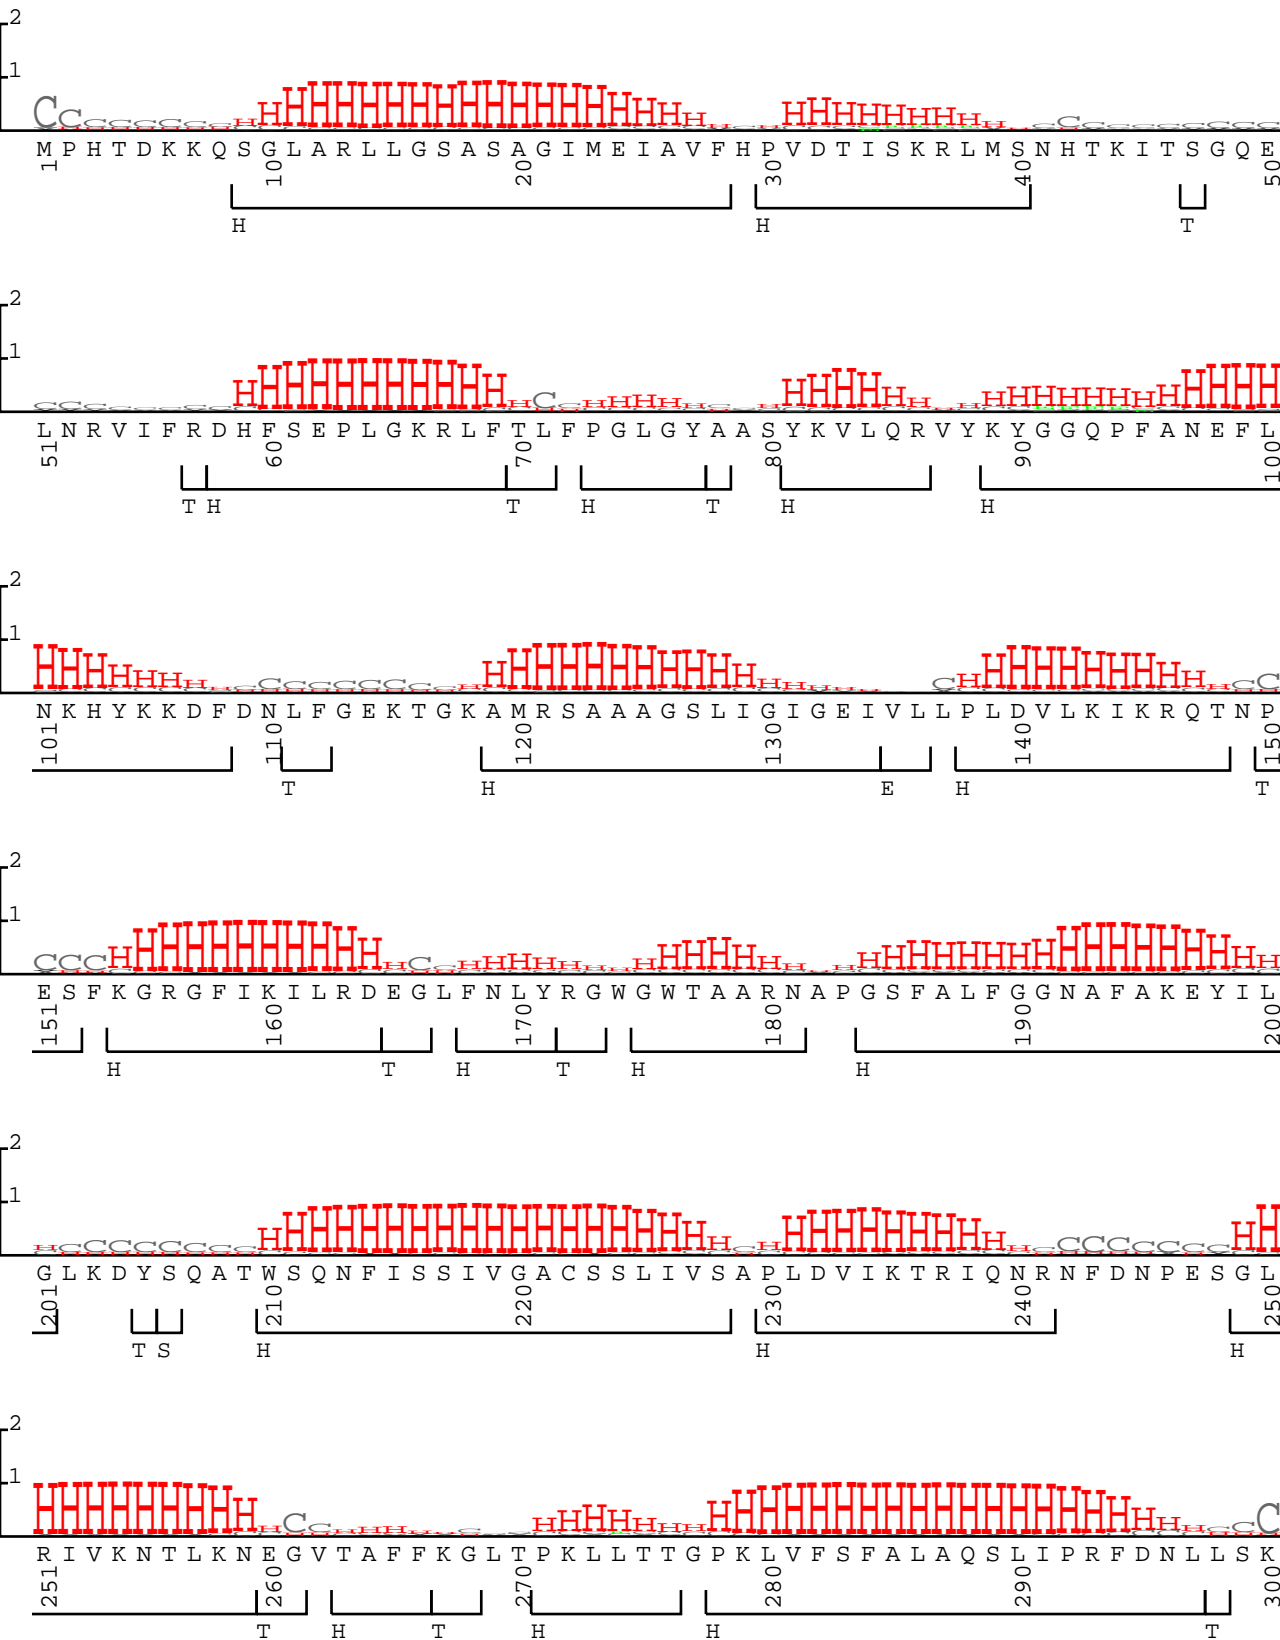 2
1
M P H T D K K Q S G L A R L L G S A S A G I M E I A V F H P V D T I S K R L M S N H T K I T S G Q E
1 10 20 30 40 50
H H T
2
1
L N R V I F R D H F S E P L G K R L F T L F P G L G Y A A S Y K V L Q R V Y K Y G G Q P F A N E F L
51 60 70 80 90 100
T H T H T H H
2
1
N K H Y K K D F D N L F G E K T G K A M R S A A A G S L I G I G E I V L L P L D V L K I K R Q T N P
101 110 120 130 140 150
T H E H T
2
1
E S F K G R G F I K I L R D E G L F N L Y R G W G W T A A R N A P G S F A L F G G N A F A K E Y I L
151 160 170 180 190 200
H T H T H H
2
1
G L K D Y S Q A T W S Q N F I S S I V G A C S S L I V S A P L D V I K T R I Q N R N F D N P E S G L
201 210 220 230 240 250
T S H H H
2
1
R I V K N T L K N E G V T A F F K G L T P K L L T T G P K L V F S F A L A Q S L I P R F D N L L S K
251 260 270 280 290 300
T H T H H T